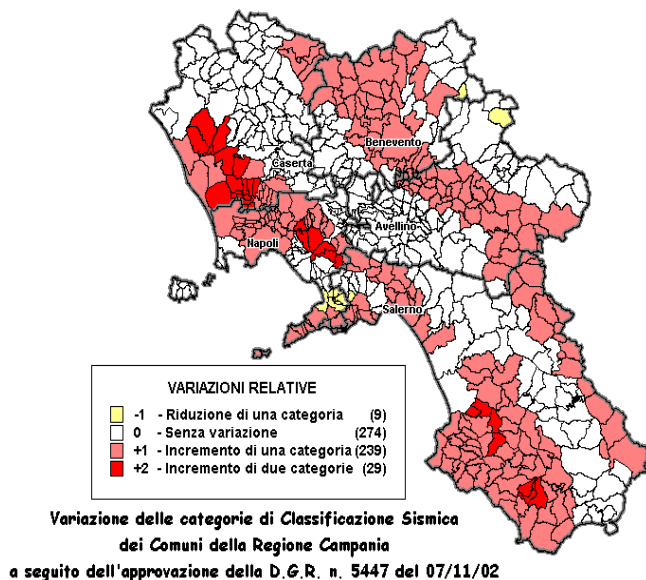 Benevento
Caserta
Avellino
Napoli
Salerno
VARIAZIONI RELATIVE
-1 - Riduzione di una categoria (9)
0 - Senza variazione (274)
+1 - Incremento di una categoria (239)
+2 - Incremento di due categorie (29)
Variazione delle categorie di Classificazione Sismica
dei Comuni della Regione Campania
a seguito dell'approvazione della D.G.R. n. 5447 del 07/11/02